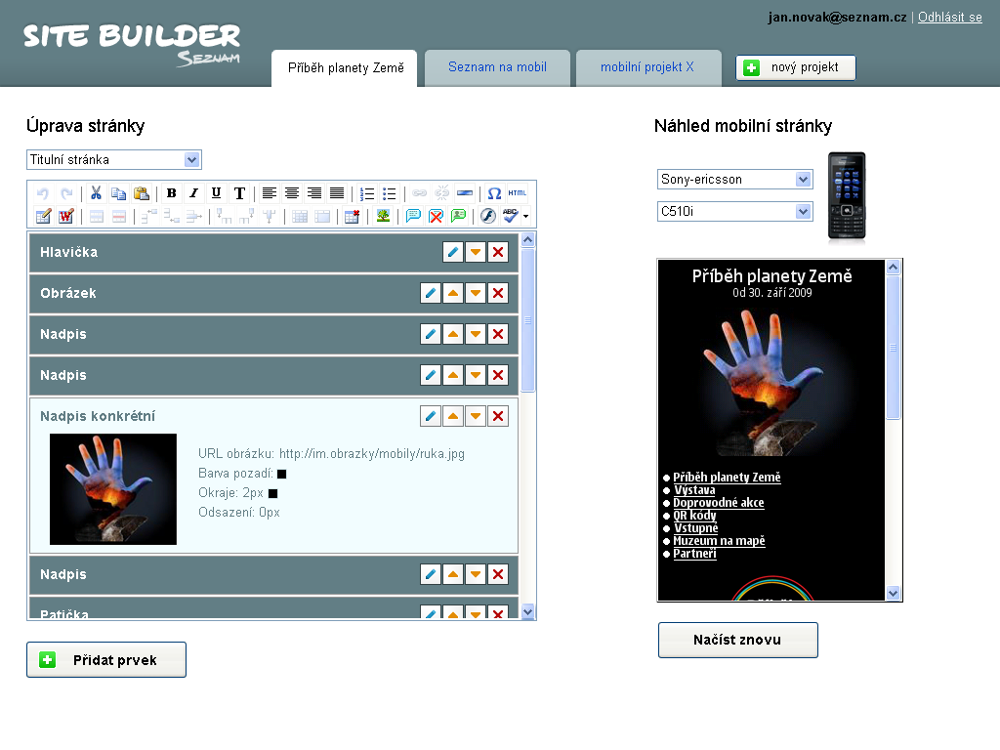 jan.novak@seznam.cz | Odhlásit se
SITE BUILDER
SEZNAM
Příběh planety Země
Seznam na mobil
mobilní projekt X
nový projekt
Úprava stránky
Titulní stránka
B I U T
Ω HTML
W
ABC
Hlavička
Obrázek
Nadpis
Nadpis
Nadpis konkrétní
URL obrázku: http://im.obrazky/mobily/ruka.jpg
Barva pozadí:
Okraje: 2px
Odsazení: 0px
Nadpis
Patička
Přidat prvek
Náhled mobilní stránky
Sony-ericsson
C510i
Příběh planety Země
Od 30. září 2009
Příběh planety Země
Výstava
Doprovodné akce
QR kódy
Vstupné
Muzeum na mapě
Partneři
Načíst znovu